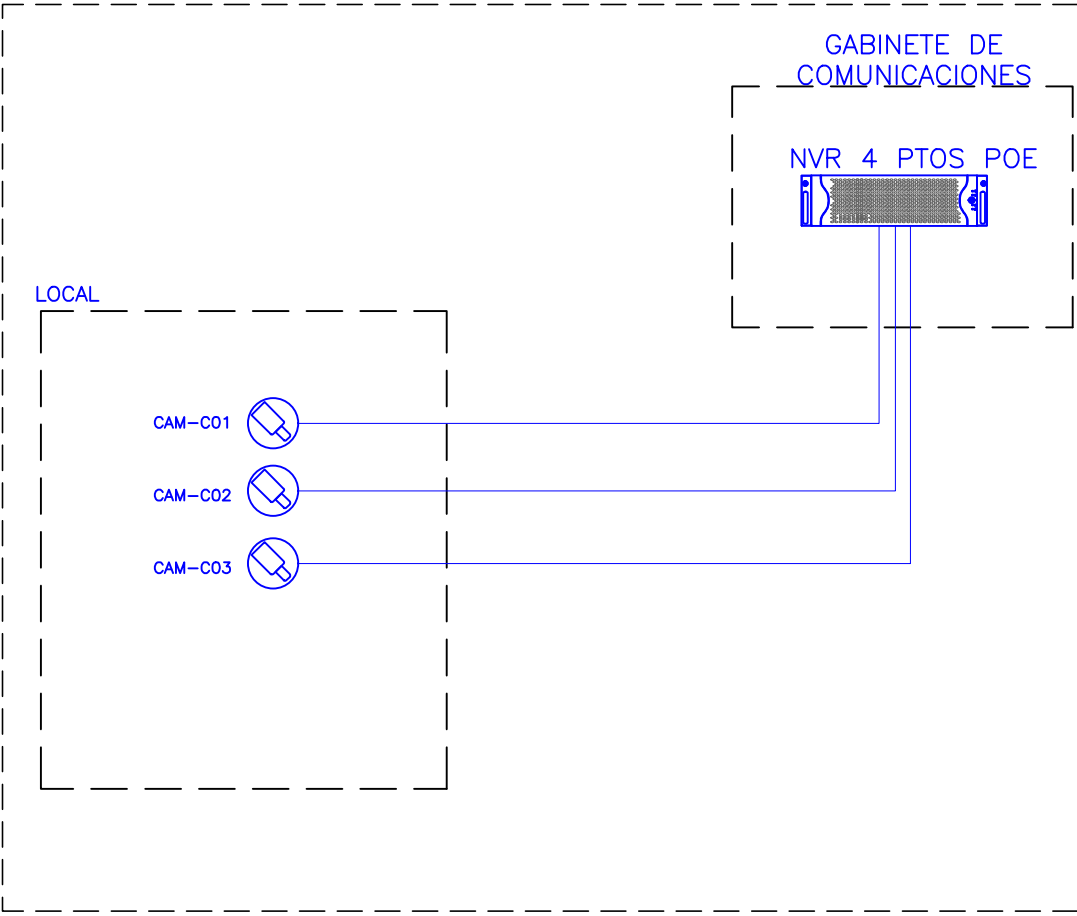 GABINETE DE
COMUNICACIONES
NVR 4 PTOS POE
LOCAL
CAM-C01
CAM-C02
CAM-C03